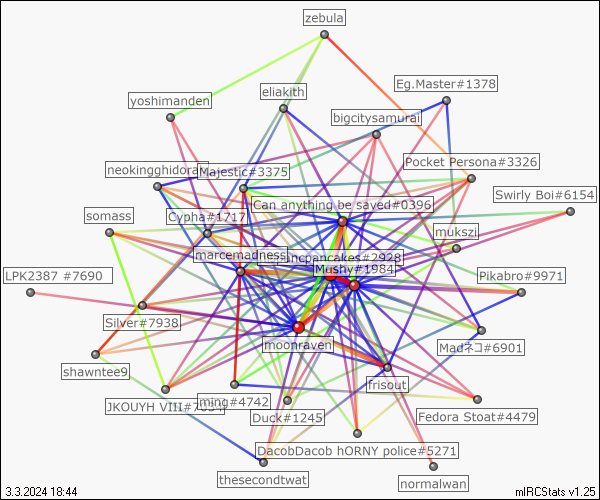 zebula
Eg.Master#1378
eliakith
yoshimanden
bigcitysamurai
Pocket Persona#3326
neokingghidora
Majestic#3375
Swirly Boi#6154
Can anything be saved#0396
somass
Cypha#1717
mukszi
marcemadness
ancpancakes#2928
LPK2387 #7690
Mushy#1984
Pikabro#9971
Silver#7938
moonraven
Madネコ#6901
shawntee9
frisout
JKOUYH VIII#7
ming#4742
Duck#1245
Fedora Stoat#4479
DacobDacob hORNY police#5271
thesecondtwat
normalwan
3.3.2024 18:44
mIRCStats v1.25